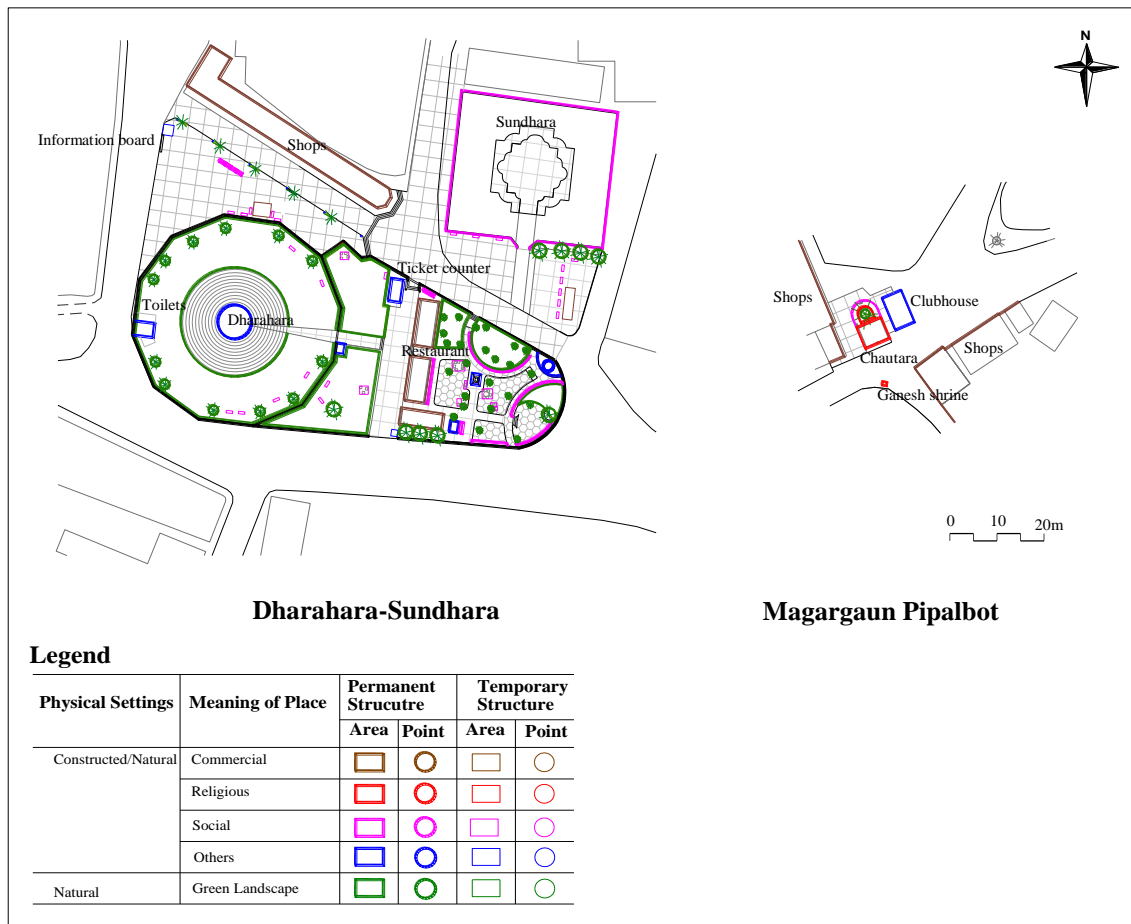 N
Sundhara
Information board
Shops
Ticket counter
Toilets
Dharahara
Restaurant
Shops
Clubhouse
Shops
Chautara
Ganesh shrine
0 10 20m
Dharahara-Sundhara
Magargaun Pipalbot
Legend
Physical Settings Meaning of Place Permanent Strucutre Temporary Structure
Area Point Area Point
Constructed/Natural Commercial
Religious
Social
Others
Natural Green Landscape